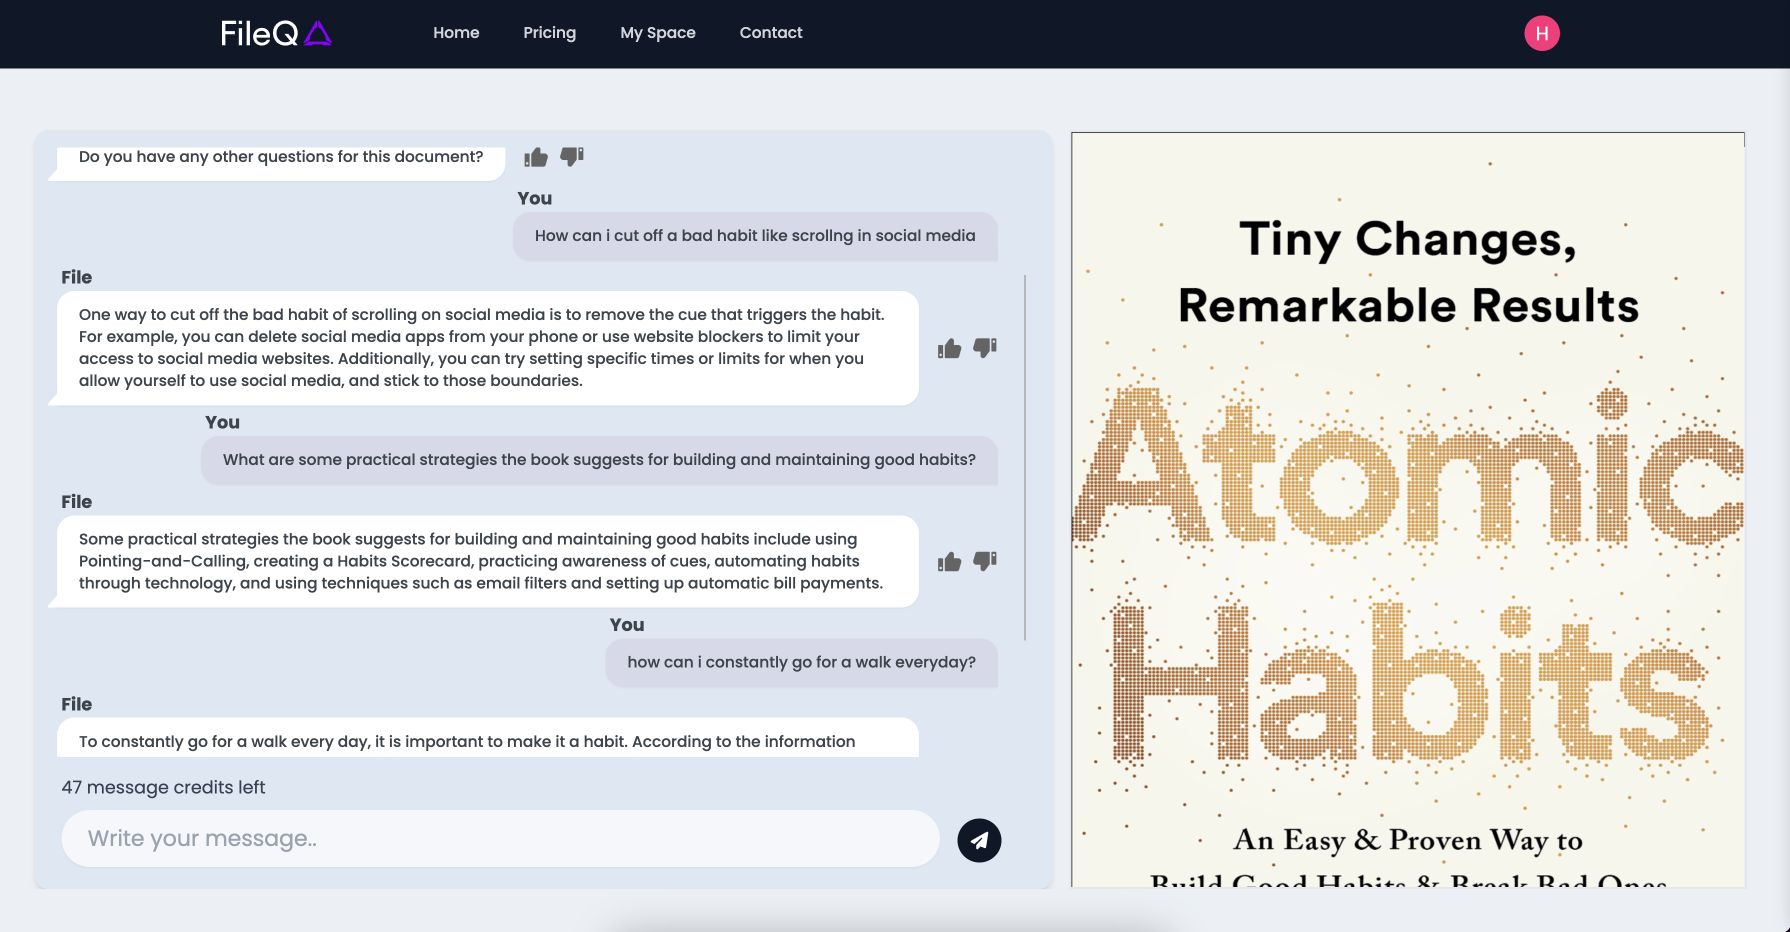 FileQ
Home
Pricing
My Space
Contact
H
Do you have any other questions for this document?
You
How can i cut off a bad habit like scrollng in social media
File
One way to cut off the bad habit of scrolling on social media is to remove the cue that triggers the habit.
For example, you can delete social media apps from your phone or use website blockers to limit your
access to social media websites. Additionally, you can try setting specific times or limits for when you
allow yourself to use social media, and stick to those boundaries.
You
What are some practical strategies the book suggests for building and maintaining good habits?
File
Some practical strategies the book suggests for building and maintaining good habits include using
Pointing-and-Calling, creating a Habits Scorecard, practicing awareness of cues, automating habits
through technology, and using techniques such as email filters and setting up automatic bill payments.
You
how can i constantly go for a walk everyday?
File
To constantly go for a walk every day, it is important to make it a habit. According to the information
47 message credits left
Write your message..
Tiny Changes,
Remarkable Results
Atomic
Habits
An Easy & Proven Way to
Build Good Habits & Break Bad Ones